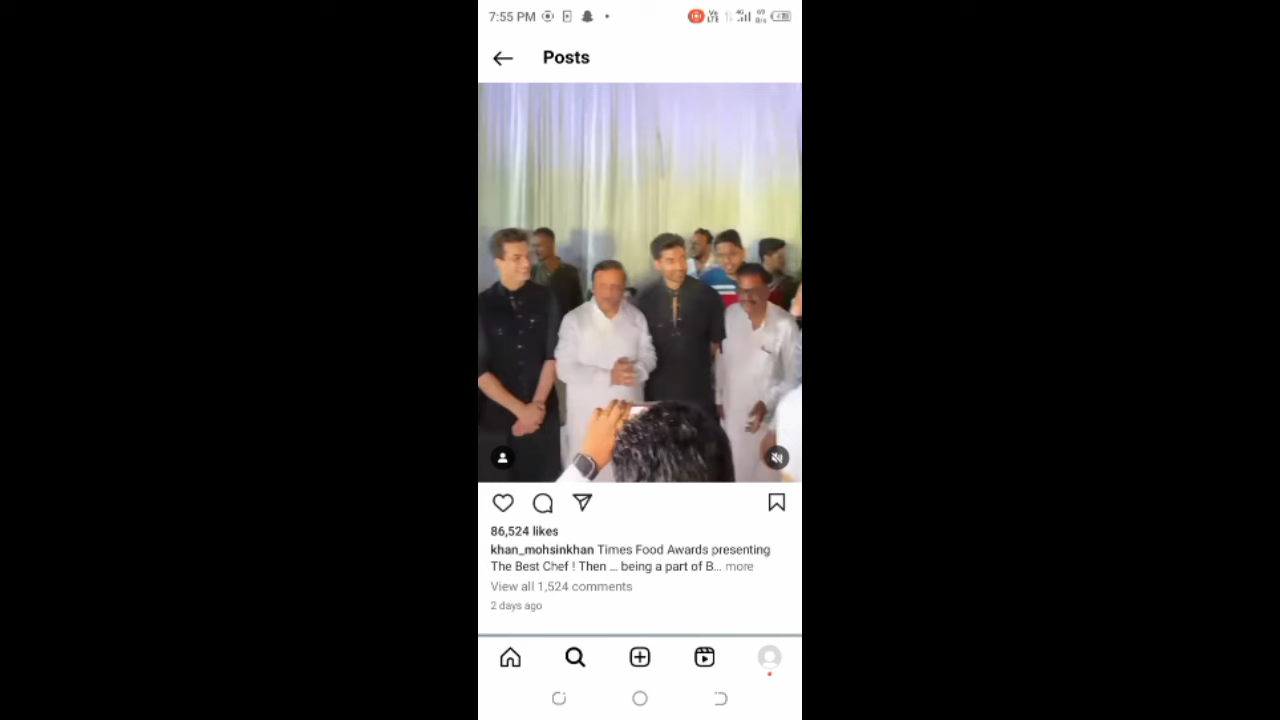 7:55 PM
Posts
86,524 likes
khan_mohsinkhan Times Food Awards presenting
The Best Chef ! Then ... being a part of B... more
View all 1,524 comments
2 days ago